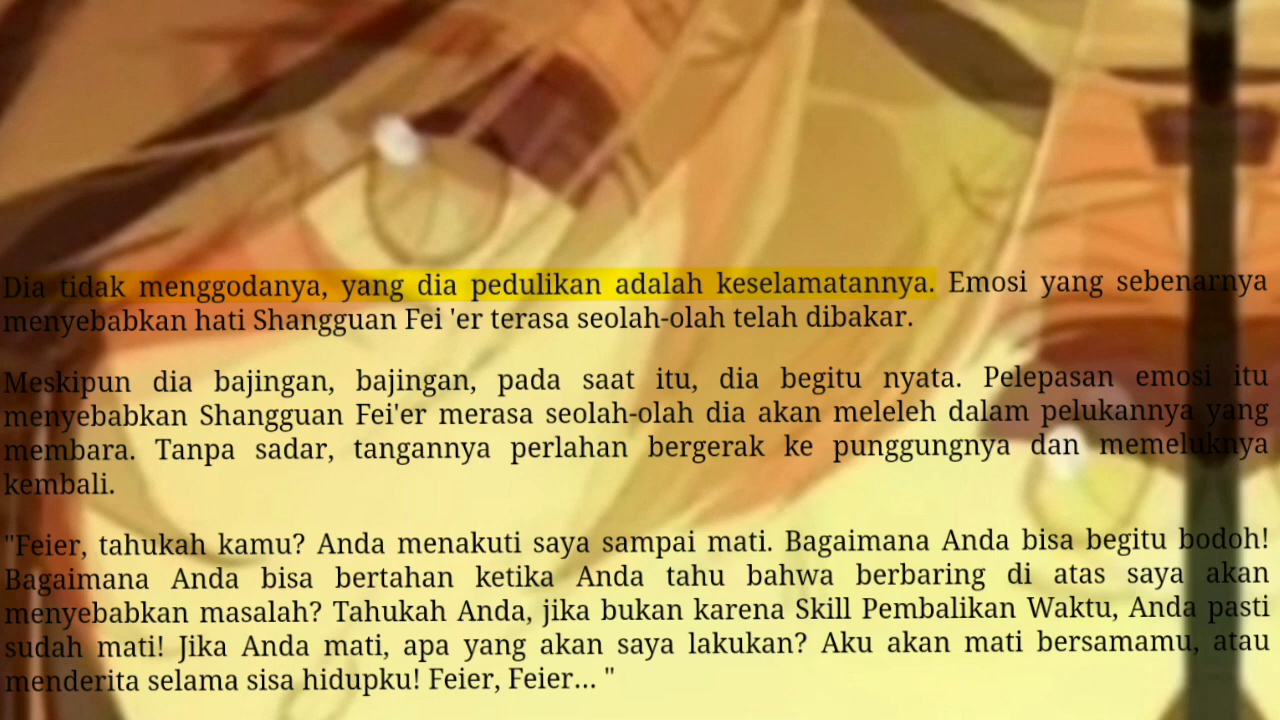 Dia tidak menggodanya, yang dia pedulikan adalah keselamatannya. Emosi yang sebenarnya
menyebabkan hati Shangguan Fei 'er terasa seolah-olah telah dibakar.
Meskipun dia bajingan, bajingan, pada saat itu, dia begitu nyata. Pelepasan emosi itu
menyebabkan Shangguan Fei'er merasa seolah-olah dia akan meleleh dalam pelukannya yang
membara. Tanpa sadar, tangannya perlahan bergerak ke punggungnya dan memeluknya
kembali.
"Feier, tahukah kamu? Anda menakuti saya sampai mati. Bagaimana Anda bisa begitu bodoh!
Bagaimana Anda bisa bertahan ketika Anda tahu bahwa berbaring di atas saya akan
menyebabkan masalah? Tahukah Anda, jika bukan karena Skill Pembalikan Waktu, Anda pasti
sudah mati! Jika Anda mati, apa yang akan saya lakukan? Aku akan mati bersamamu, atau
menderita selama sisa hidupku! Feier, Feier... "